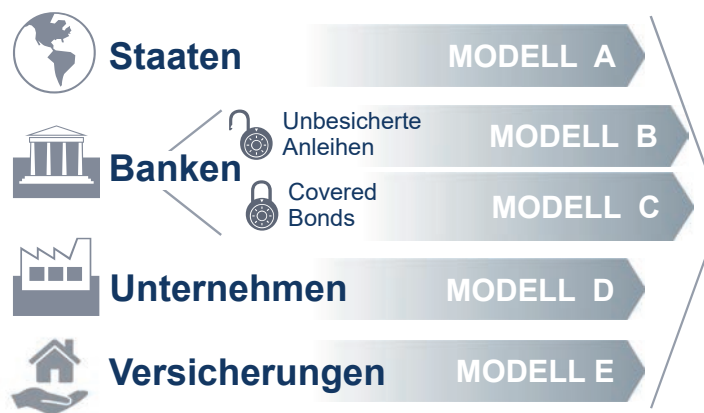 Staaten MODELL A
Unbesicherte
Anleihen
MODELL B
Banken
Covered
Bonds
MODELL C
Unternehmen MODELL D
Versicherungen MODELL E